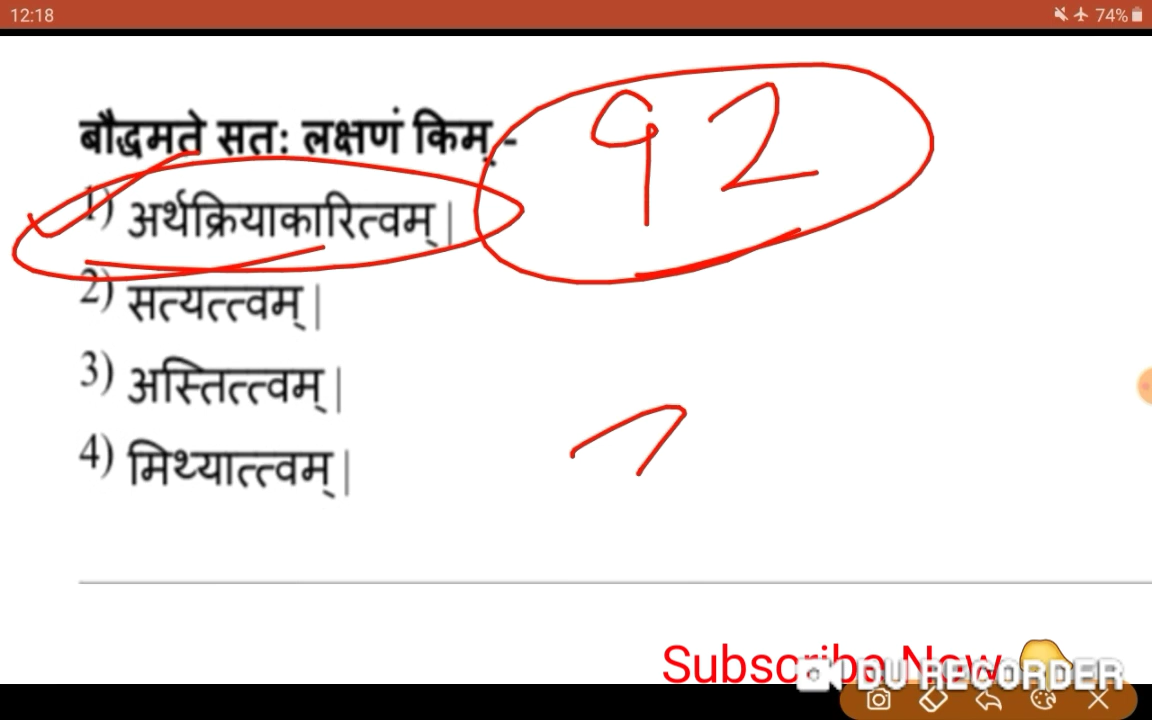 12:18
74%
92
बौद्धमते सत: लक्षणं किम् -
1) अर्थक्रियाकारित्वम् |
2) सत्यत्त्वम् |
3) अस्तित्त्वम् |
4) मिथ्यात्त्वम् |
Subscribe Now
DU RECORDER